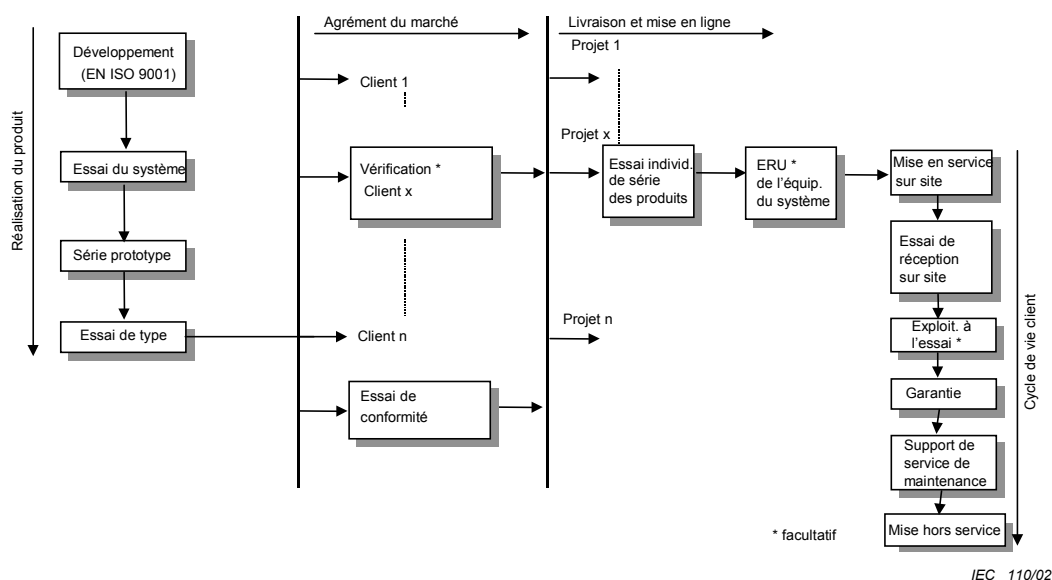 Réalisation du produit
Développement
(EN ISO 9001)
Essai du système
Série prototype
Essai de type
Agrément du marché
Client 1
Vérification *
Client x
Client n
Essai de
conformité
Livraison et mise en ligne
Projet 1
Projet x
Essai individ.
de série
des produits
ERU *
de l'équip.
du système
Projet n
Mise en service
sur site
Essai de
réception
sur site
Exploit. à
l'essai *
Garantie
Support de
service de
maintenance
Mise hors service
Cycle de vie client
* facultatif
IEC 110/02